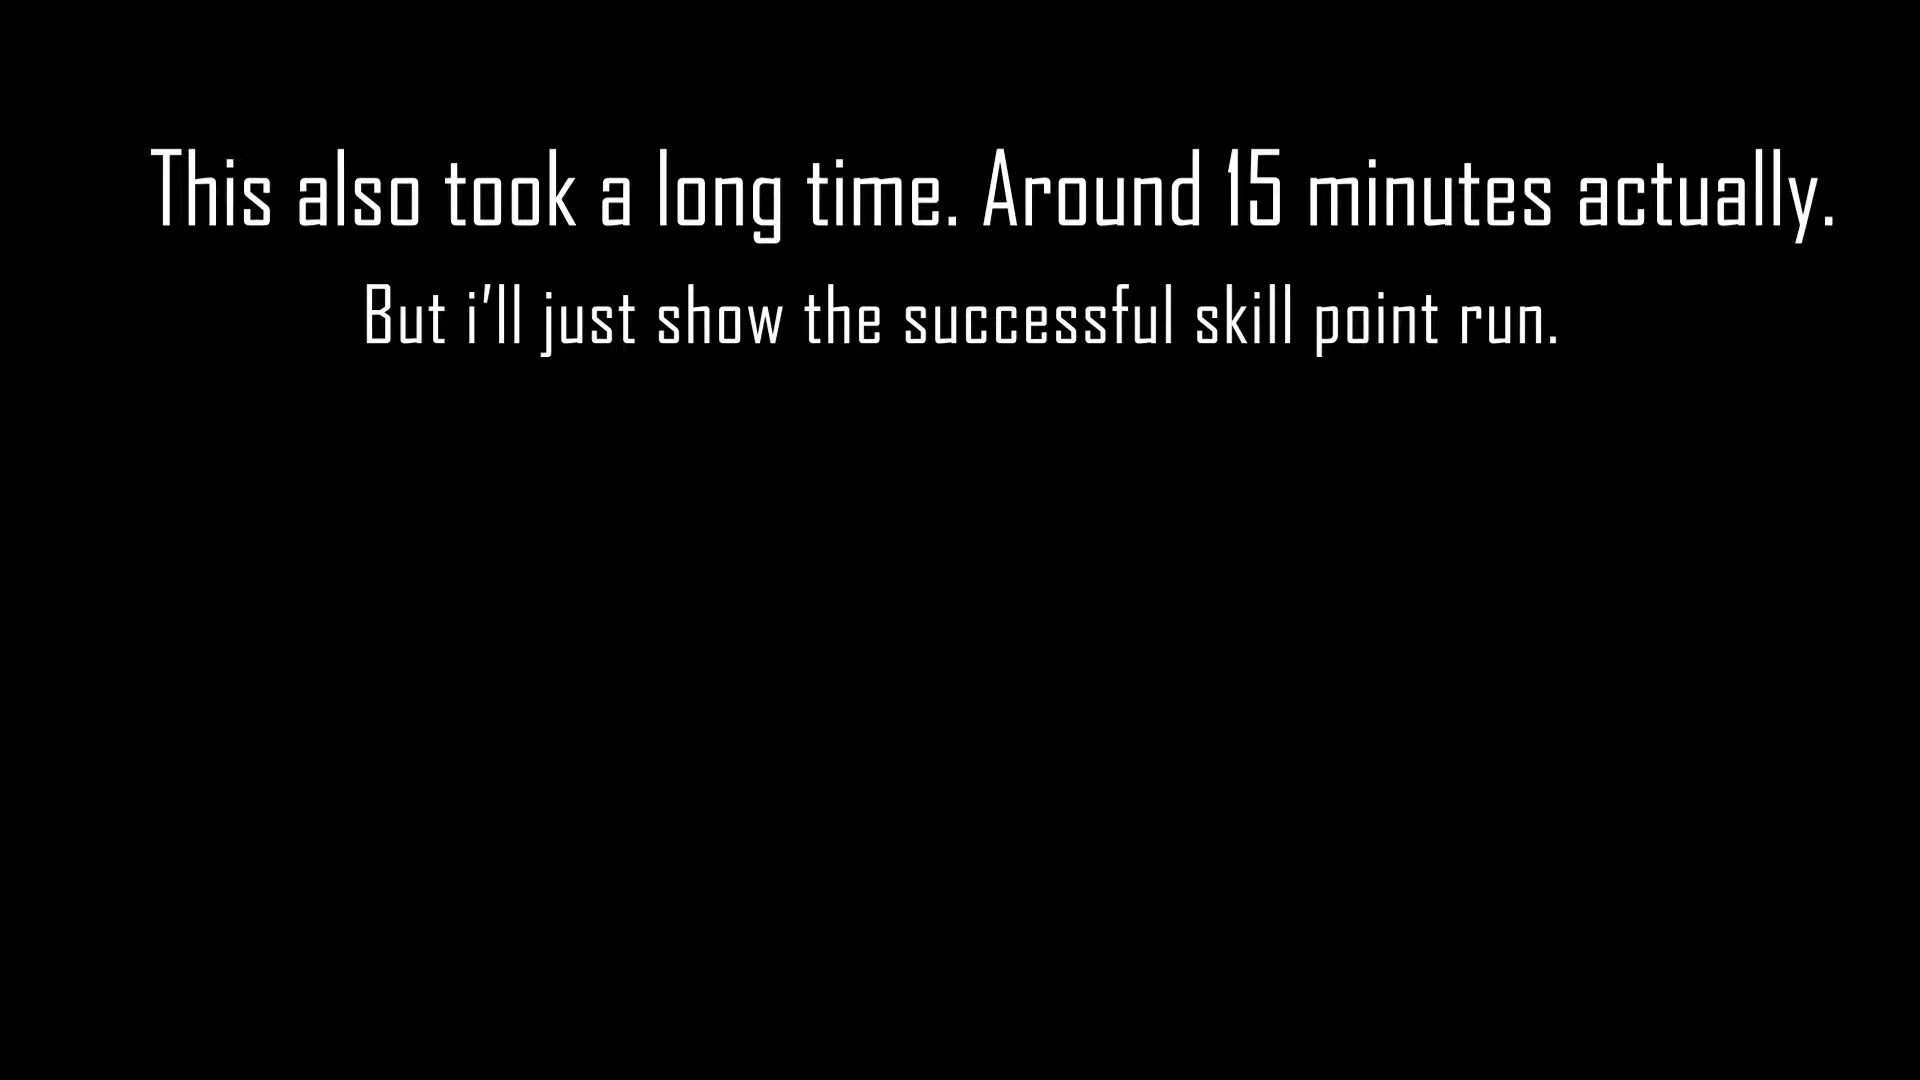 This also took a long time. Around 15 minutes actually.
But i'll just show the successful skill point run.